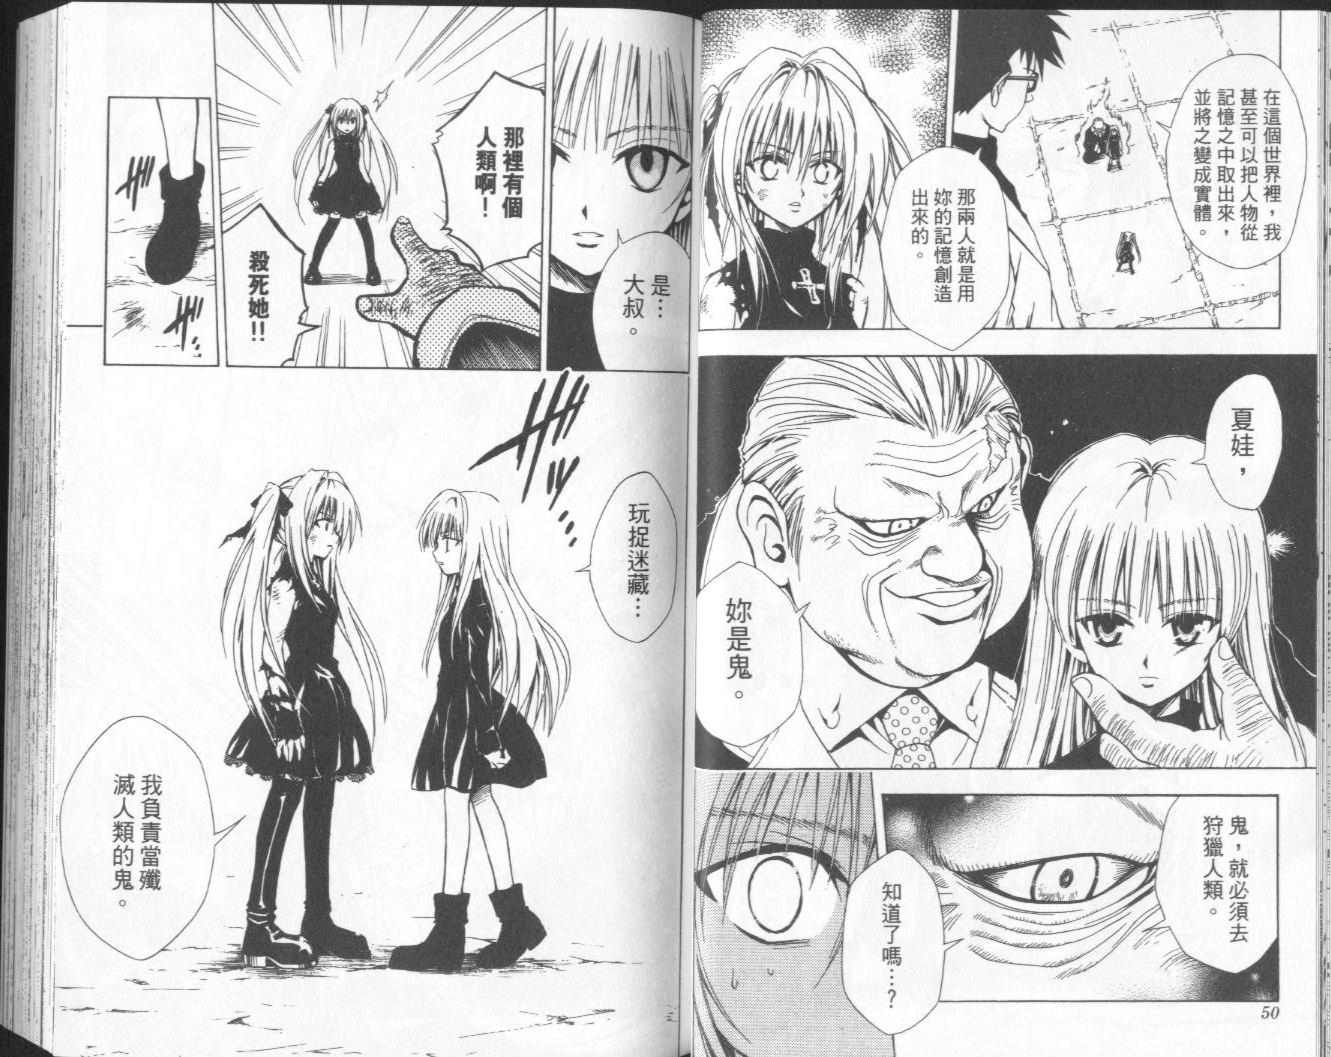 在這個世界裡，我
甚至可以把人物從
記憶之中取出來，
並將之變成實體。
那兩人就是用
妳的記憶創造
出來的。
夏娃，
妳是鬼。
鬼，就必須去
狩獵人類。
知道了嗎…?
50
是…
大叔。
那裡有個
人類啊！
殺死她!!
玩捉迷藏…
我負責當殲
滅人類的鬼。